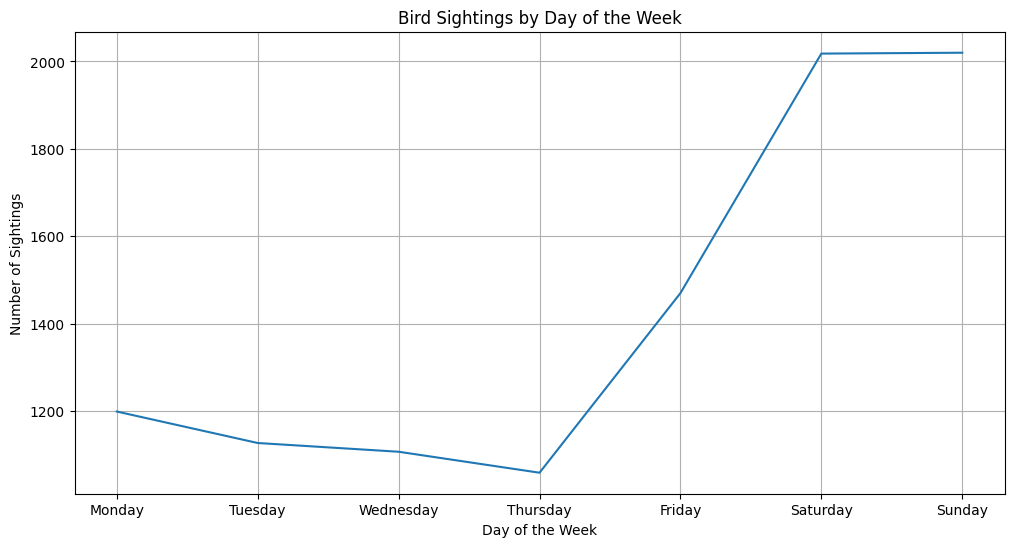 Bird Sightings by Day of the Week
2000
1800
1600
1400
1200
Number of Sightings
Monday Tuesday Wednesday Thursday Friday Saturday Sunday
Day of the Week